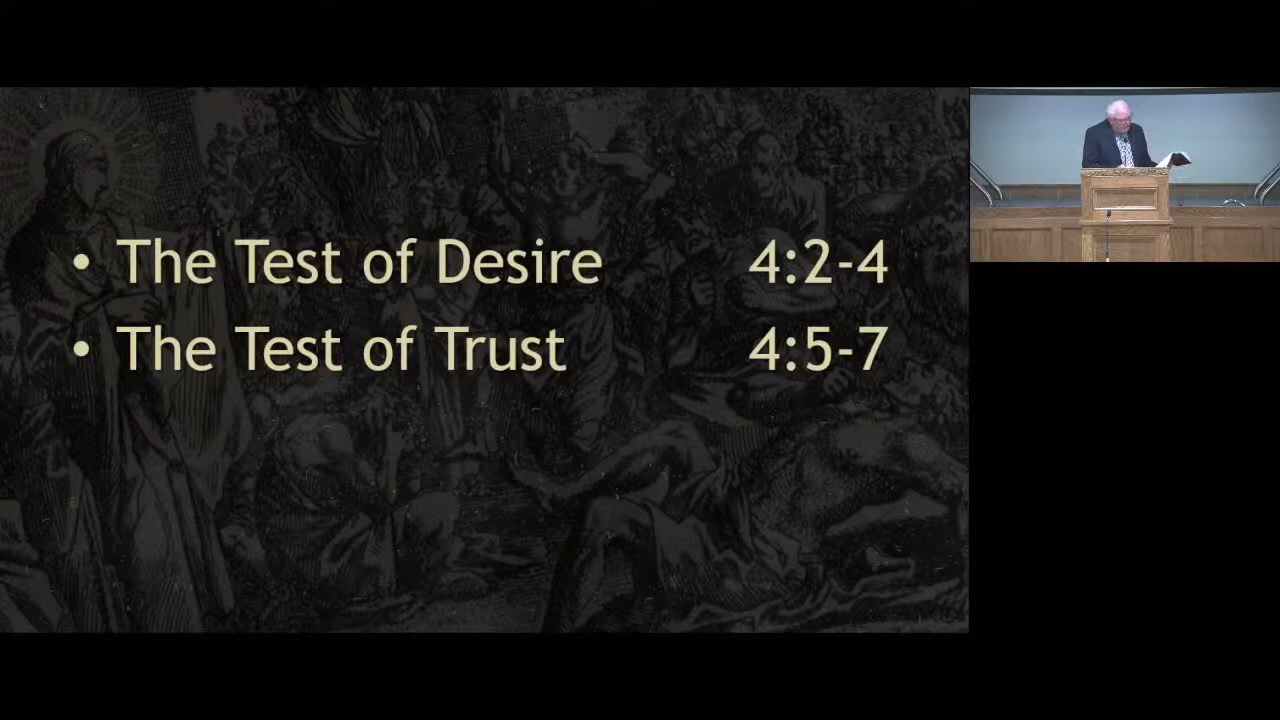 • The Test of Desire 4:2-4
• The Test of Trust 4:5-7